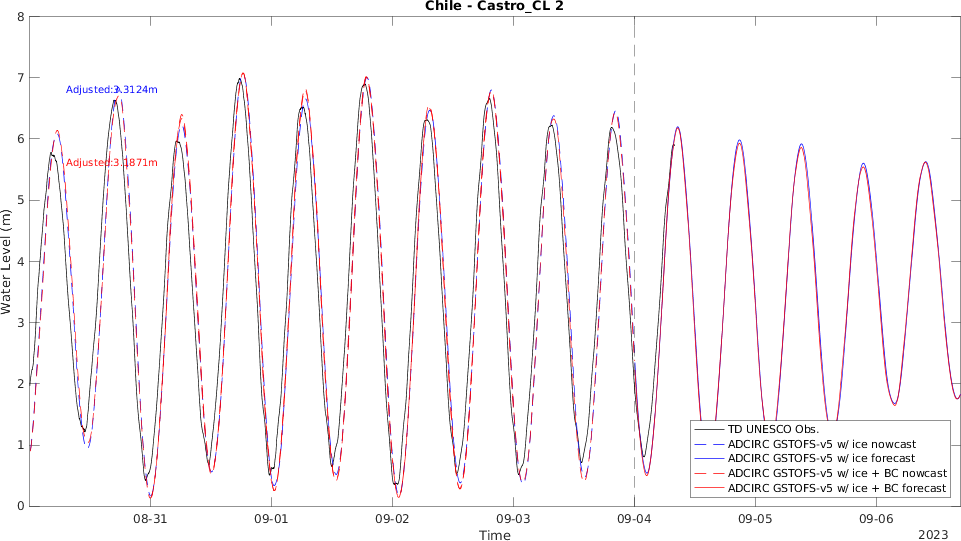 Chile - Castro_CL 2
8
7
6
5
4
3
2
1
0
Water Level (m)
Adjusted:3.3124m
Adjusted:3.1871m
TD UNESCO Obs.
ADCIRC GSTOFS-v5 w/ ice nowcast
ADCIRC GSTOFS-v5 w/ ice forecast
ADCIRC GSTOFS-v5 w/ ice + BC nowcast
ADCIRC GSTOFS-v5 w/ ice + BC forecast
08-31
09-01
09-02
09-03
09-04
09-05
09-06
Time
2023